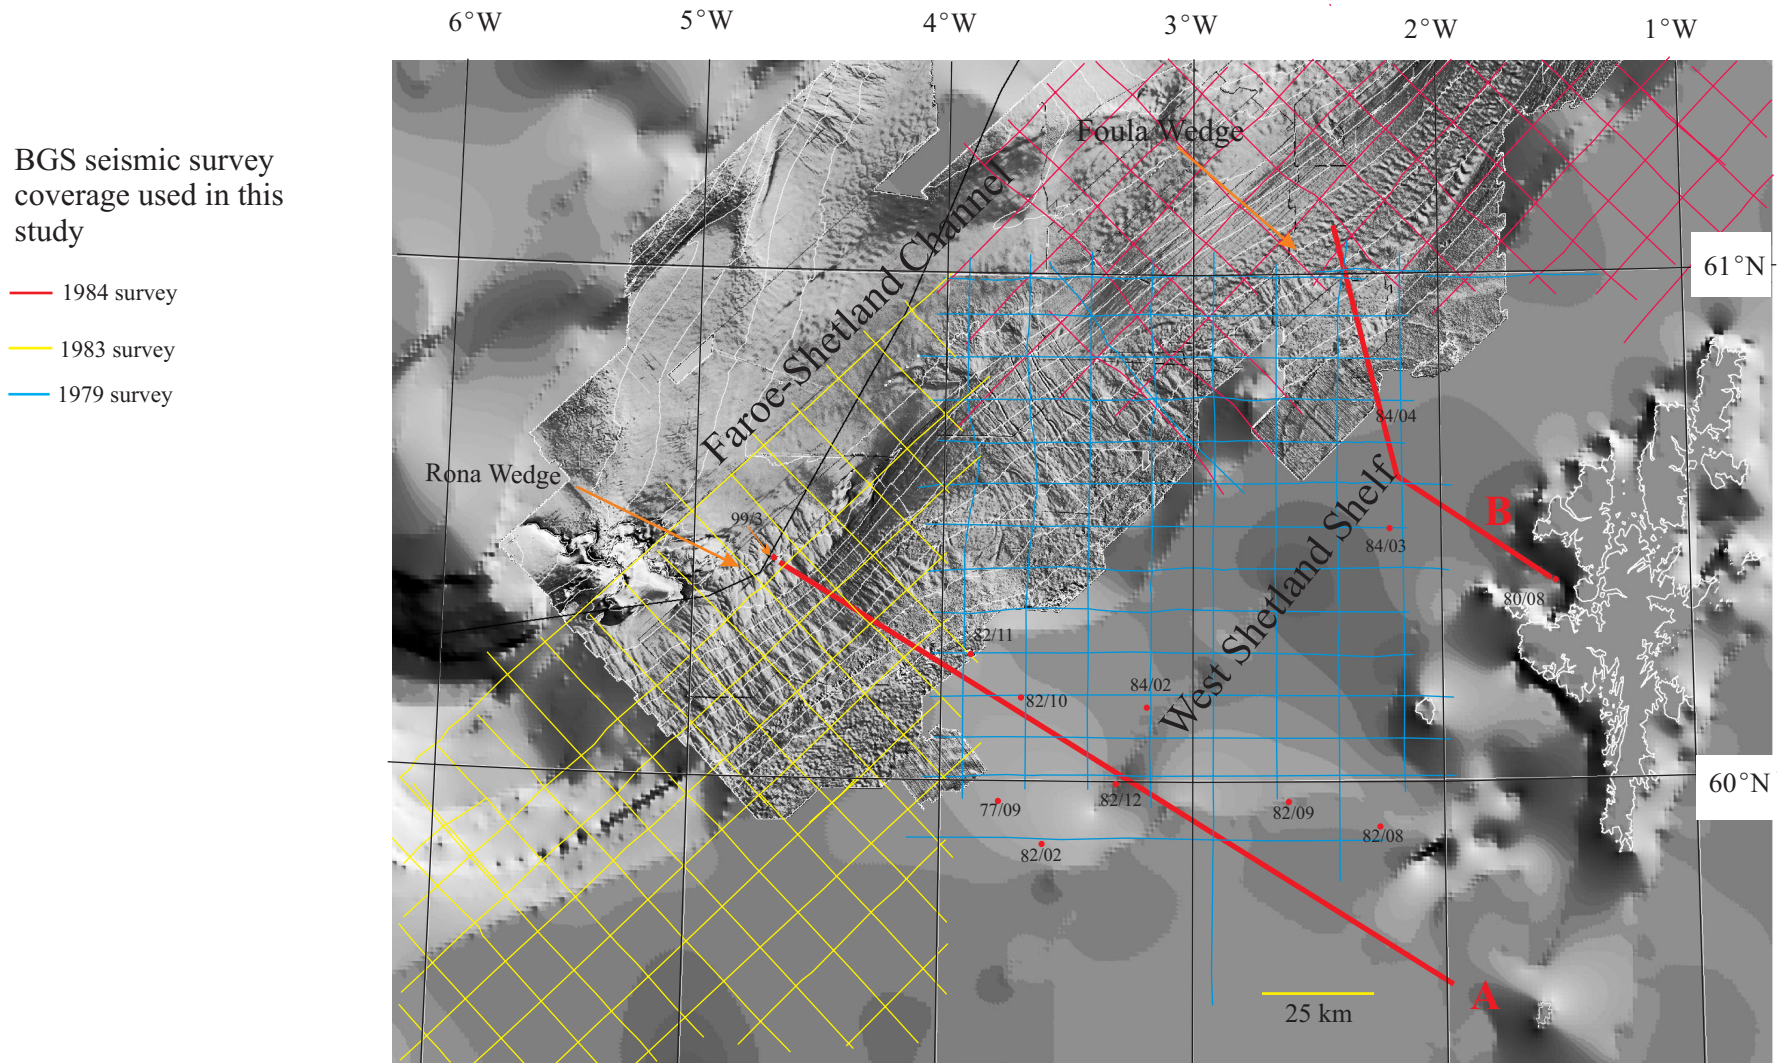 6°W
5°W
4°W
3°W
2°W
1°W
BGS seismic survey
coverage used in this
study
1984 survey
1983 survey
1979 survey
Foula Wedge
Faroe-Shetland Channel
61°N
84/04
Rona Wedge
99/3
B
84/03
80/08
West Shetland Shelf
82/11
82/10
84/02
60°N
77/09
82/12
82/09
82/08
82/02
A
25 km